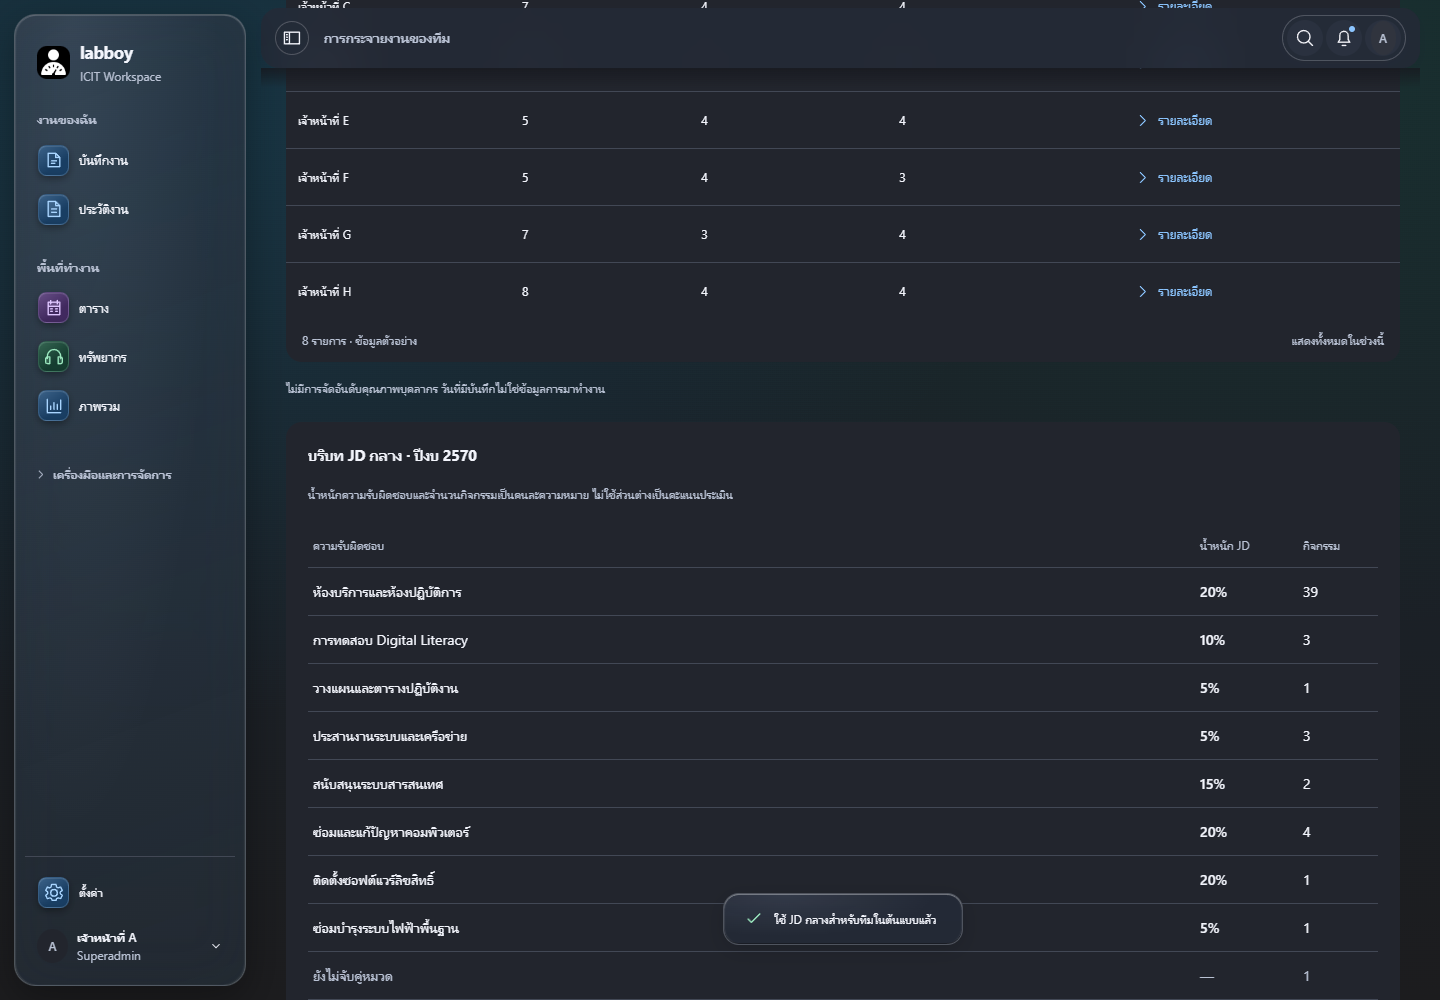 labboy
ICIT Workspace
งานของฉัน
บันทึกงาน
ประวัติงาน
พื้นที่ทำงาน
ตาราง
ทรัพยากร
ภาพรวม
เครื่องมือและการจัดการ
ตั้งค่า
A
เจ้าหน้าที่ A
Superadmin
เจ้าหน้าที่ C 7 4 4 รายละเอียด
การกระจายงานของทีม
A
เจ้าหน้าที่ E 5 4 4 รายละเอียด
เจ้าหน้าที่ F 5 4 3 รายละเอียด
เจ้าหน้าที่ G 7 3 4 รายละเอียด
เจ้าหน้าที่ H 8 4 4 รายละเอียด
8 รายการ · ข้อมูลตัวอย่าง แสดงทั้งหมดในช่วงนี้
ไม่มีการจัดอันดับคุณภาพบุคลากร วันที่มีบันทึกไม่ใช่ข้อมูลการมาทำงาน
บริบท JD กลาง · ปีงบ 2570
น้ำหนักความรับผิดชอบและจำนวนกิจกรรมเป็นคนละความหมาย ไม่ใช้ส่วนต่างเป็นคะแนนประเมิน
ความรับผิดชอบ น้ำหนัก JD กิจกรรม
ห้องบริการและห้องปฏิบัติการ 20% 39
การทดสอบ Digital Literacy 10% 3
วางแผนและตารางปฏิบัติงาน 5% 1
ประสานงานระบบและเครือข่าย 5% 3
สนับสนุนระบบสารสนเทศ 15% 2
ซ่อมและแก้ปัญหาคอมพิวเตอร์ 20% 4
ติดตั้งซอฟต์แวร์ลิขสิทธิ์ 20% 1
ใช้ JD กลางสำหรับทีมในต้นแบบแล้ว
ซ่อมบำรุงระบบไฟฟ้าพื้นฐาน 5% 1
ยังไม่จับคู่หมวด — 1